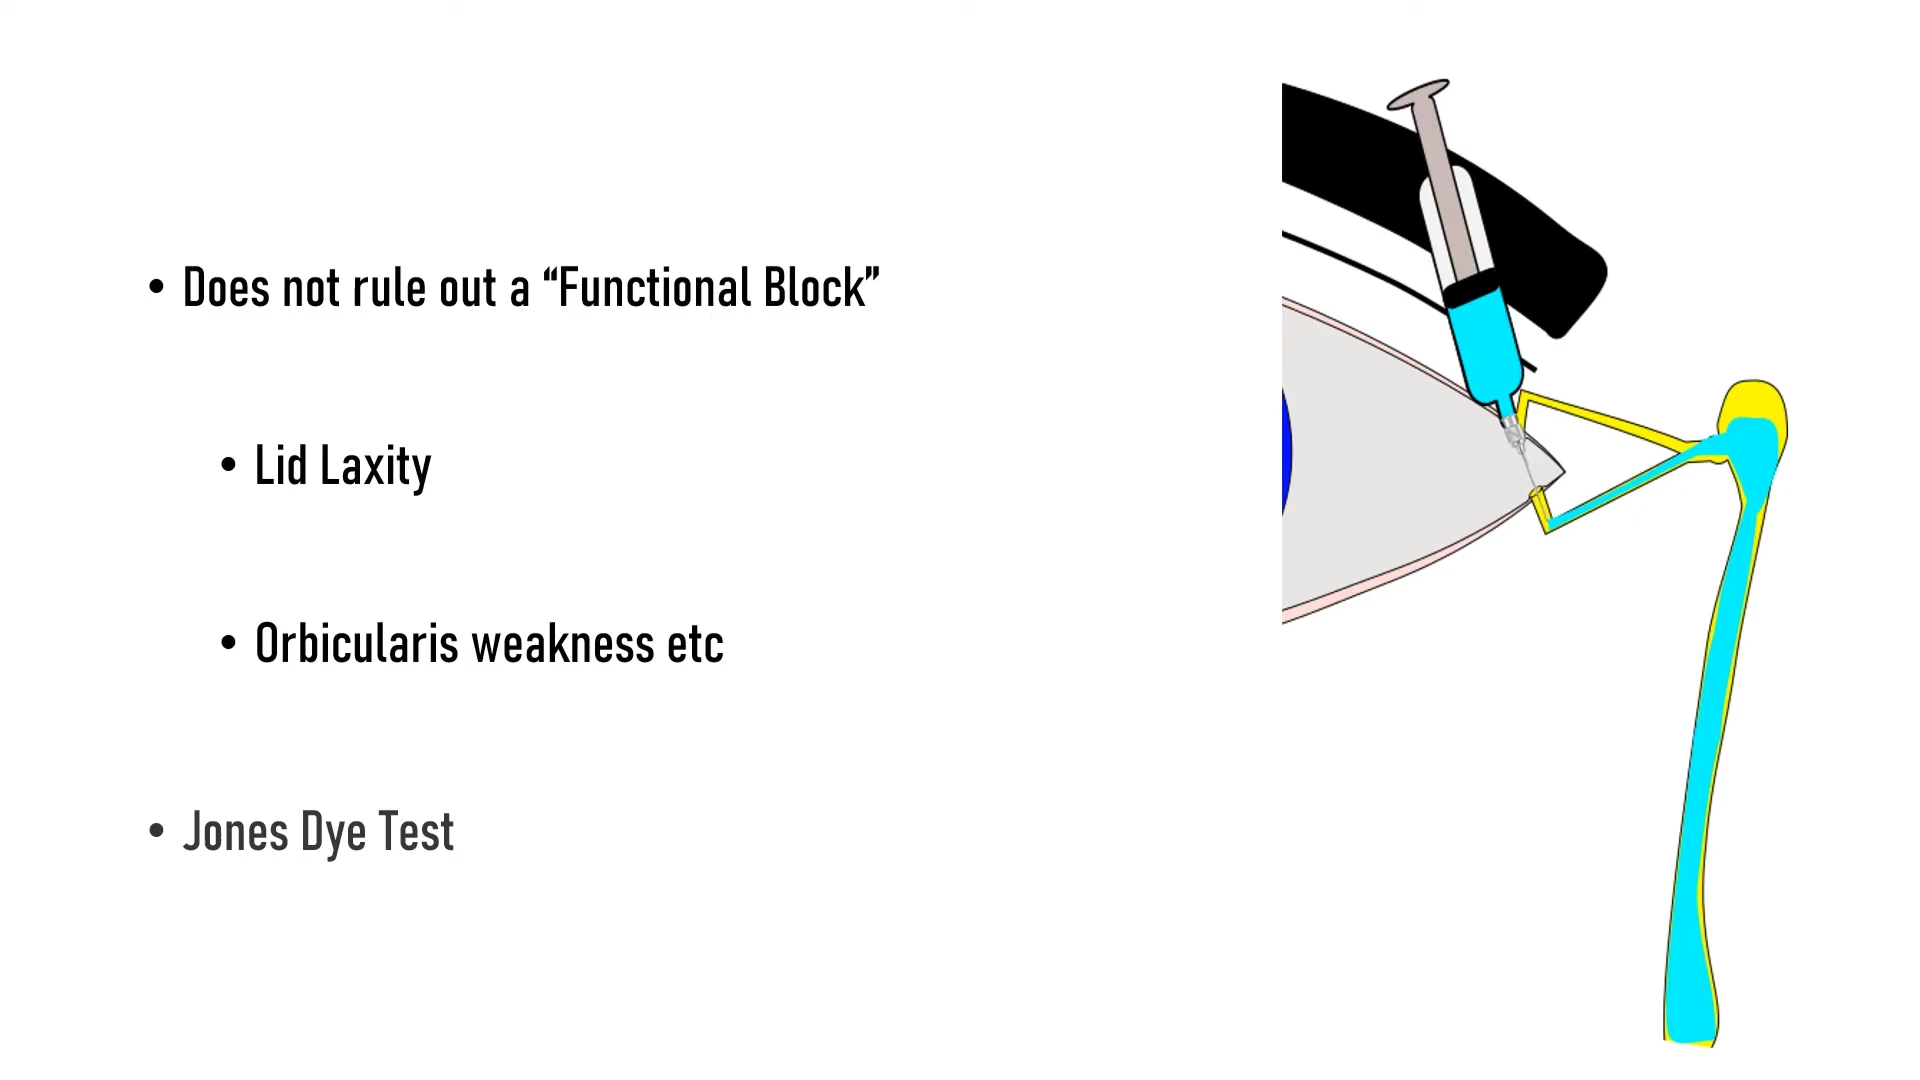 • Does not rule out a “Functional Block”
• Lid Laxity
• Orbicularis weakness etc
• Jones Dye Test